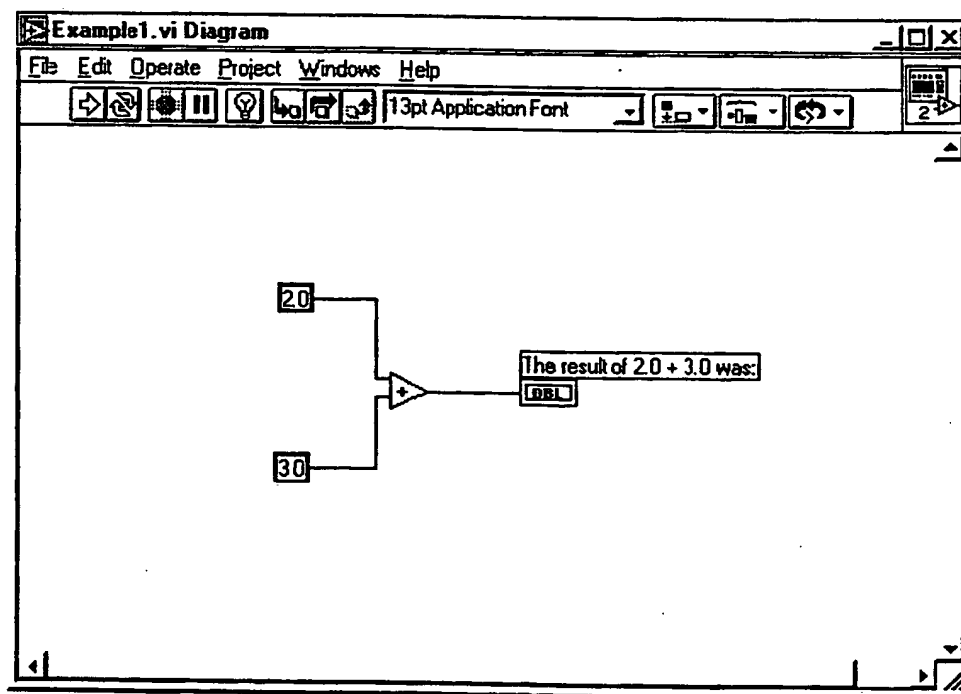 Example1.vi Diagram
File Edit Operate Project Windows Help
13pt Application Font
2
2.0
The result of 2.0 + 3.0 was:
DBL
+
3.0